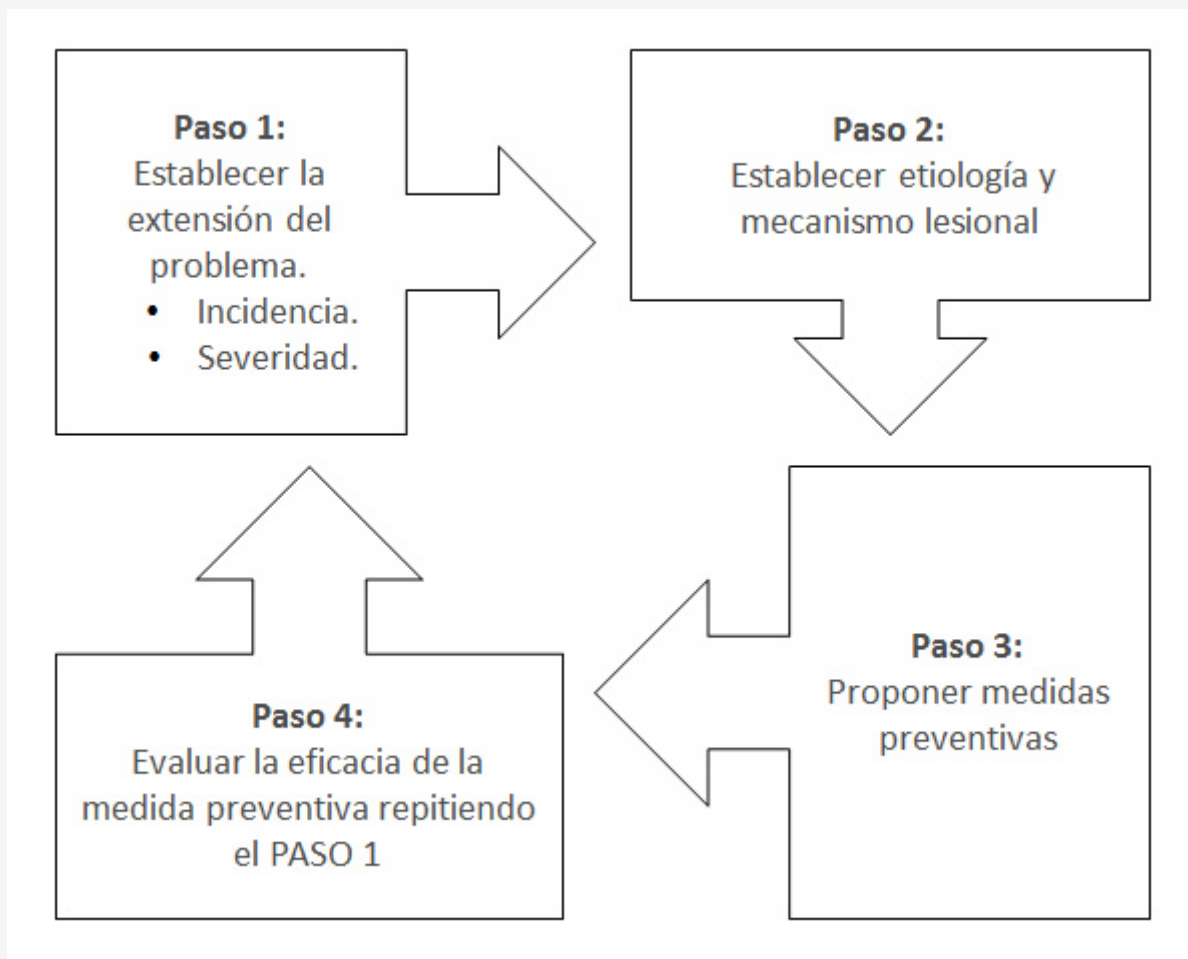 Paso 1:
Establecer la
extensión del
problema.
• Incidencia.
• Severidad.
Paso 2:
Establecer etiología y
mecanismo lesional
Paso 3:
Proponer medidas
preventivas
Paso 4:
Evaluar la eficacia de la
medida preventiva repitiendo
el PASO 1